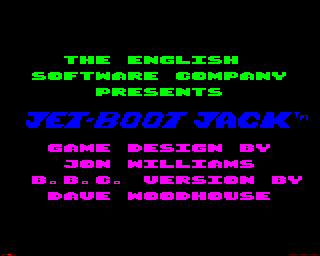 THE ENGLISH
SOFTWARE COMPANY
PRESENTS
JET-BOOT JACK™
GAME DESIGN BY
JON WILLIAMS
B.B.C. VERSION BY
DAVE WOODHOUSE